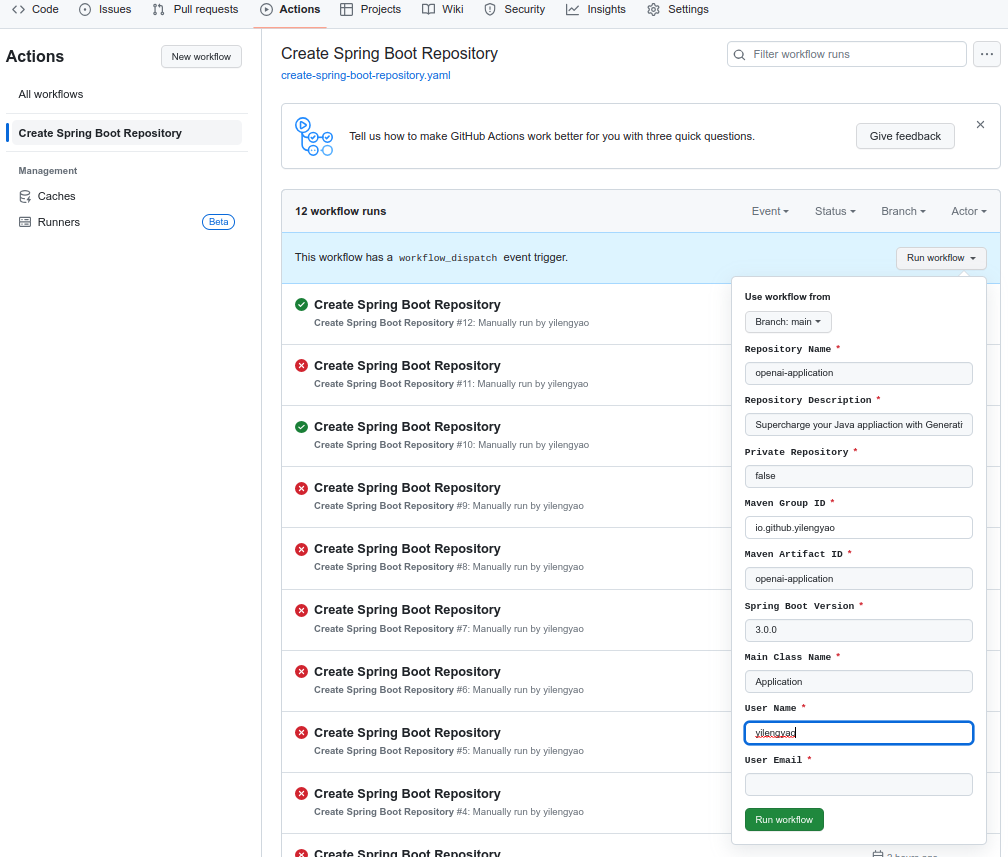 Code Issues Pull requests Actions Projects Wiki Security Insights Settings
Actions
New workflow
All workflows
Create Spring Boot Repository
Management
Caches
Runners Beta
Create Spring Boot Repository
create-spring-boot-repository.yaml
Filter workflow runs
Tell us how to make GitHub Actions work better for you with three quick questions.
Give feedback
12 workflow runs
Event Status Branch Actor
This workflow has a workflow_dispatch event trigger.
Run workflow
Create Spring Boot Repository
Create Spring Boot Repository #12: Manually run by yilengyao
Create Spring Boot Repository
Create Spring Boot Repository #11: Manually run by yilengyao
Create Spring Boot Repository
Create Spring Boot Repository #10: Manually run by yilengyao
Create Spring Boot Repository
Create Spring Boot Repository #9: Manually run by yilengyao
Create Spring Boot Repository
Create Spring Boot Repository #8: Manually run by yilengyao
Create Spring Boot Repository
Create Spring Boot Repository #7: Manually run by yilengyao
Create Spring Boot Repository
Create Spring Boot Repository #6: Manually run by yilengyao
Create Spring Boot Repository
Create Spring Boot Repository #5: Manually run by yilengyao
Create Spring Boot Repository
Create Spring Boot Repository #4: Manually run by yilengyao
Create Spring Boot Repository
2 hours ago
Use workflow from
Branch: main
Repository Name *
openai-application
Repository Description *
Supercharge your Java appliaction with Generati
Private Repository *
false
Maven Group ID *
io.github.yilengyao
Maven Artifact ID *
openai-application
Spring Boot Version *
3.0.0
Main Class Name *
Application
User Name *
yilengyao
User Email *
Run workflow